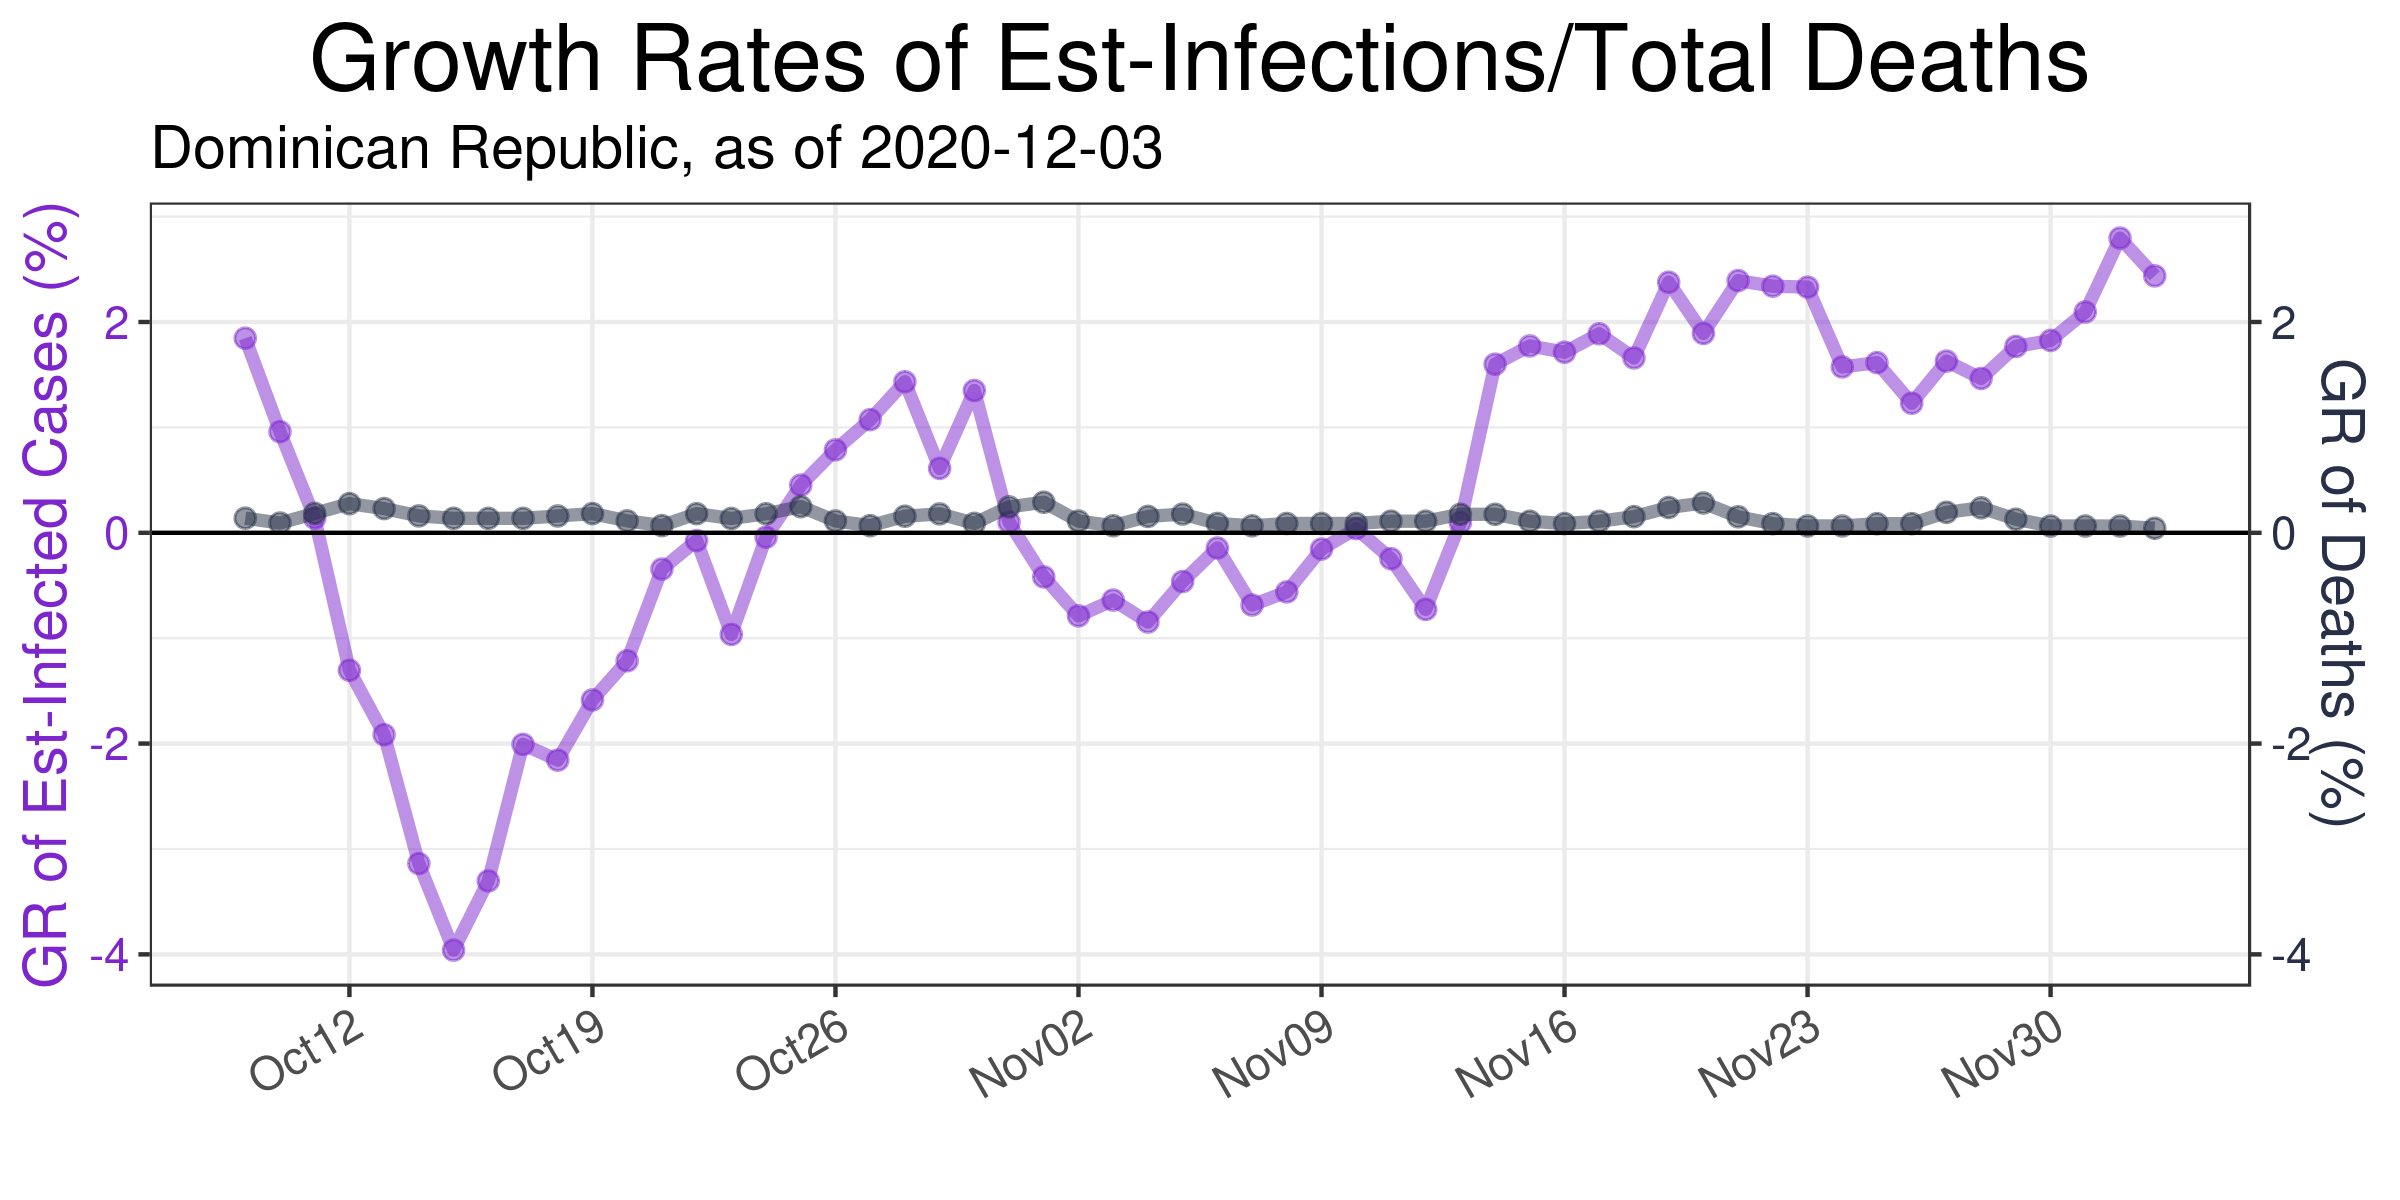 Growth Rates of Est-Infections/Total Deaths
Dominican Republic, as of 2020-12-03
GR of Est-Infected Cases (%)
2
0
-2
-4
2
0
-2
-4
GR of Deaths (%)
Oct12
Oct19
Oct26
Nov02
Nov09
Nov16
Nov23
Nov30